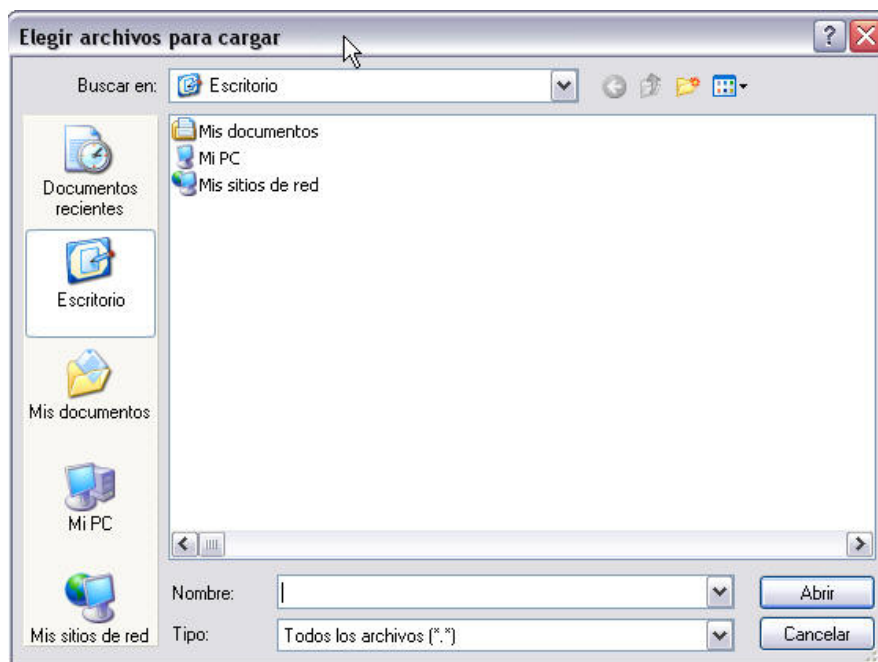 Elegir archivos para cargar
Buscar en:
Escritorio
Mis documentos
Mi PC
Mis sitios de red
Documentos
recientes
Escritorio
Mis documentos
Mi PC
Mis sitios de red
Nombre:
Abrir
Tipo:
Todos los archivos (*.*)
Cancelar